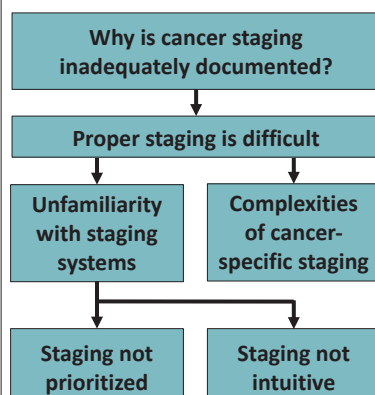 Why is cancer staging
inadequately documented?
Proper staging is difficult
Unfamiliarity
with staging
systems
Complexities
of cancer-
specific staging
Staging not
prioritized
Staging not
intuitive